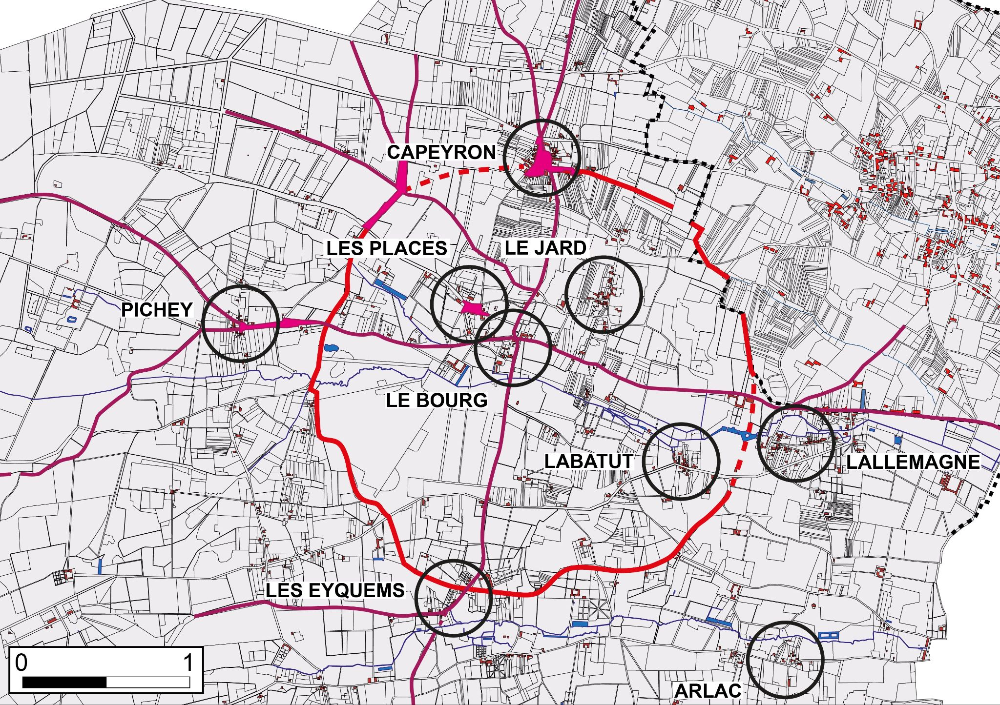 CAPEYRON
LES PLACES
LE JARD
PICHEY
LE BOURG
LABATUT
LALLEMAGNE
LES EYQUEMS
0 1
ARLAC